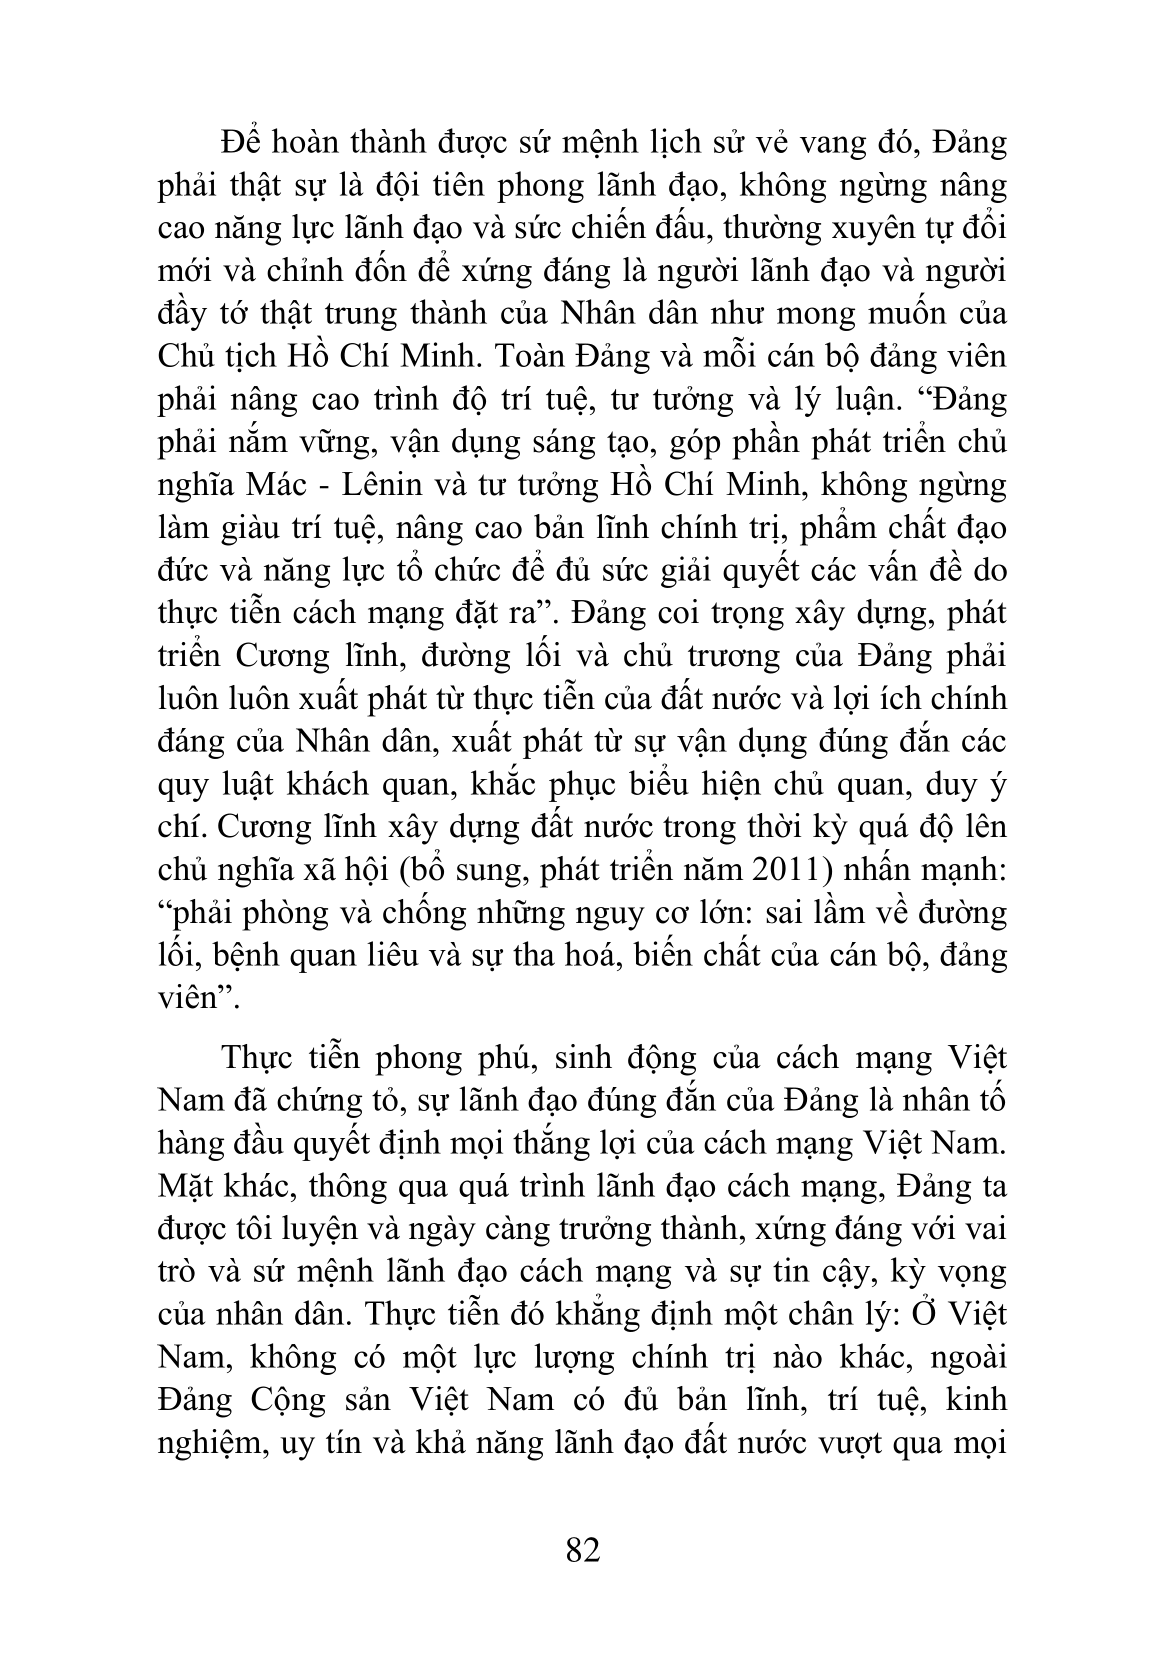 Để hoàn thành được sứ mệnh lịch sử vẻ vang đó, Đảng
phải thật sự là đội tiên phong lãnh đạo, không ngừng nâng
cao năng lực lãnh đạo và sức chiến đấu, thường xuyên tự đổi
mới và chỉnh đốn để xứng đáng là người lãnh đạo và người
đầy tớ thật trung thành của Nhân dân như mong muốn của
Chủ tịch Hồ Chí Minh. Toàn Đảng và mỗi cán bộ đảng viên
phải nâng cao trình độ trí tuệ, tư tưởng và lý luận. “Đảng
phải nắm vững, vận dụng sáng tạo, góp phần phát triển chủ
nghĩa Mác - Lênin và tư tưởng Hồ Chí Minh, không ngừng
làm giàu trí tuệ, nâng cao bản lĩnh chính trị, phẩm chất đạo
đức và năng lực tổ chức để đủ sức giải quyết các vấn đề do
thực tiễn cách mạng đặt ra”. Đảng coi trọng xây dựng, phát
triển Cương lĩnh, đường lối và chủ trương của Đảng phải
luôn luôn xuất phát từ thực tiễn của đất nước và lợi ích chính
đáng của Nhân dân, xuất phát từ sự vận dụng đúng đắn các
quy luật khách quan, khắc phục biểu hiện chủ quan, duy ý
chí. Cương lĩnh xây dựng đất nước trong thời kỳ quá độ lên
chủ nghĩa xã hội (bổ sung, phát triển năm 2011) nhấn mạnh:
“phải phòng và chống những nguy cơ lớn: sai lầm về đường
lối, bệnh quan liêu và sự tha hoá, biến chất của cán bộ, đảng
viên”.
Thực tiễn phong phú, sinh động của cách mạng Việt
Nam đã chứng tỏ, sự lãnh đạo đúng đắn của Đảng là nhân tố
hàng đầu quyết định mọi thắng lợi của cách mạng Việt Nam.
Mặt khác, thông qua quá trình lãnh đạo cách mạng, Đảng ta
được tôi luyện và ngày càng trưởng thành, xứng đáng với vai
trò và sứ mệnh lãnh đạo cách mạng và sự tin cậy, kỳ vọng
của nhân dân. Thực tiễn đó khẳng định một chân lý: Ở Việt
Nam, không có một lực lượng chính trị nào khác, ngoài
Đảng Cộng sản Việt Nam có đủ bản lĩnh, trí tuệ, kinh
nghiệm, uy tín và khả năng lãnh đạo đất nước vượt qua mọi
82